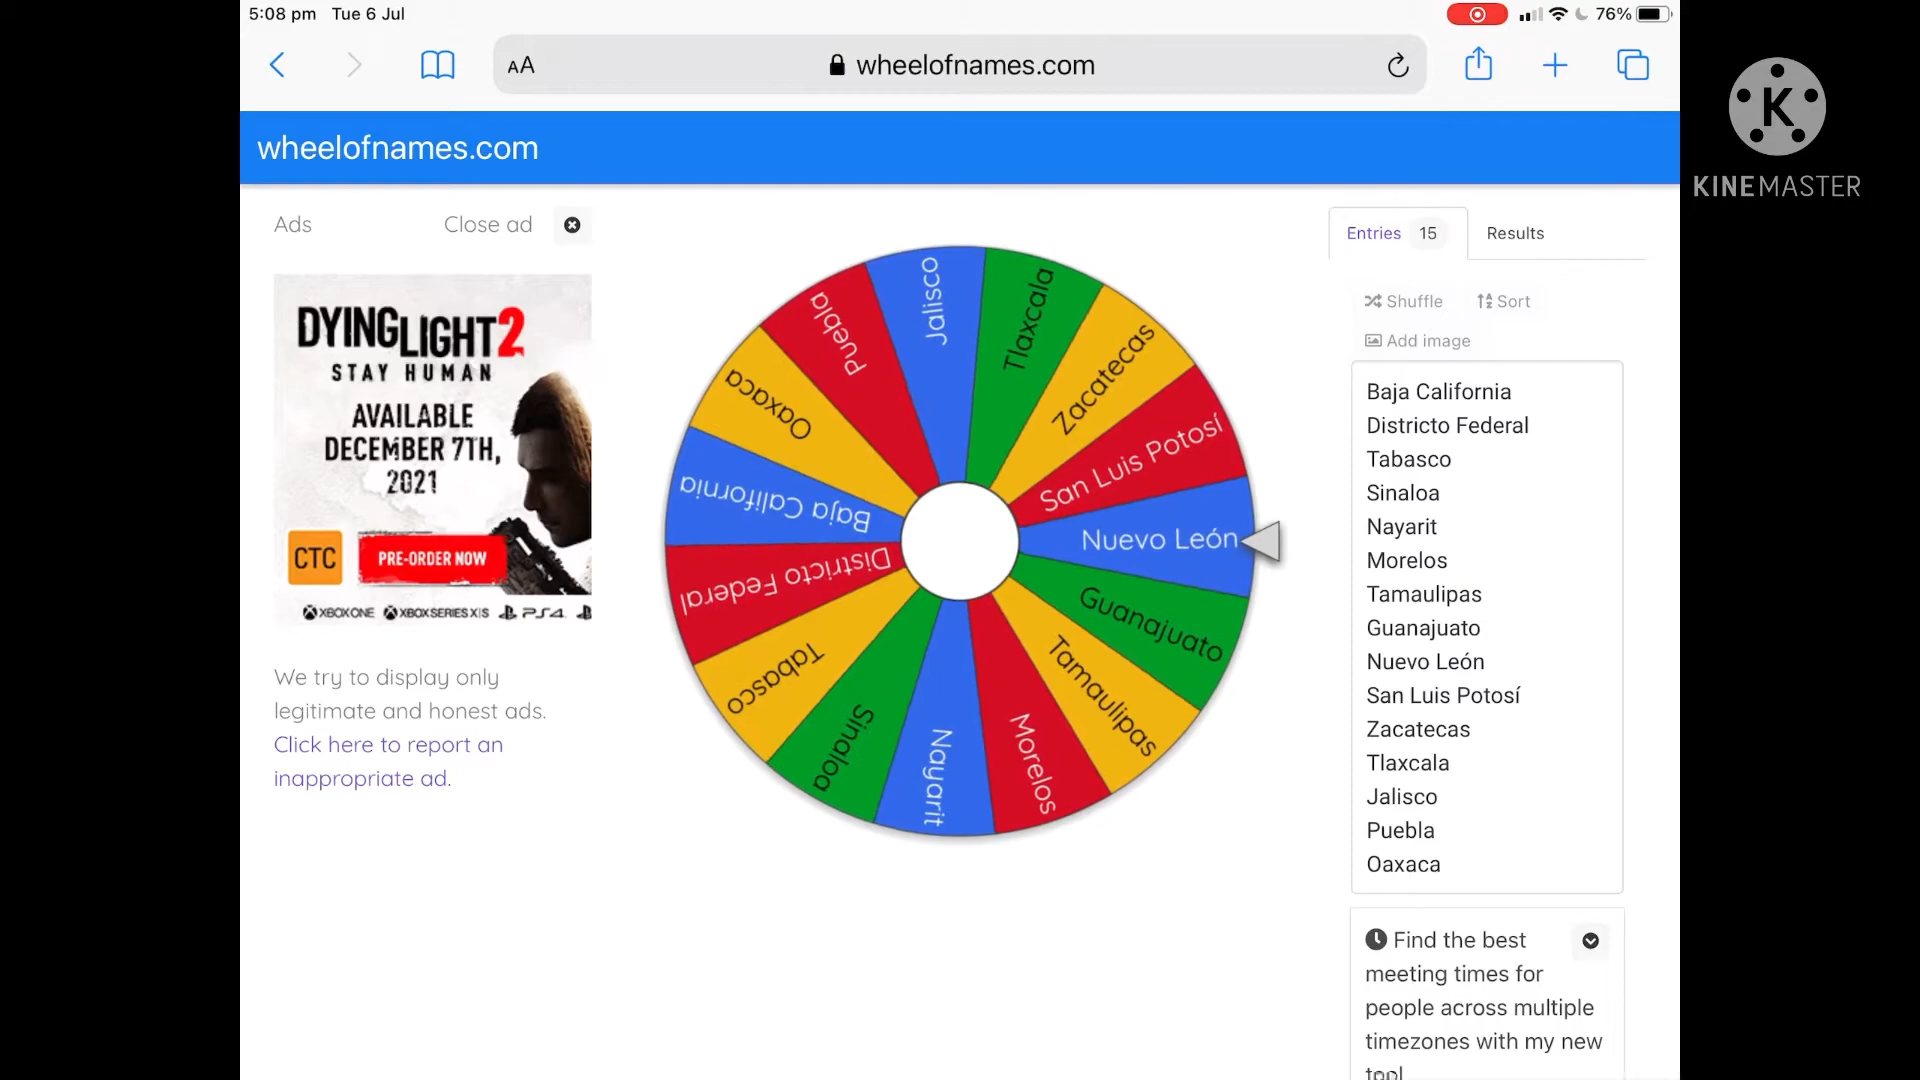 5:08 pm Tue 6 Jul
76%
AA
wheelofnames.com
KINEMASTER
wheelofnames.com
Ads
Close ad
DYING LIGHT 2
STAY HUMAN
AVAILABLE
DECEMBER 7TH,
2021
CTC
PRE-ORDER NOW
XBOX ONE XBOX SERIES X|S PS4
We try to display only
legitimate and honest ads.
Click here to report an
inappropriate ad.
Jalisco
Tlaxcala
Zacatecas
San Luis Potosí
Nuevo León
Guanajuato
Tamaulipas
Morelos
Nayarit
Sinaloa
Tabasco
Districto Federal
Baja California
Oaxaca
Puebla
Entries 15
Results
Shuffle
Sort
Add image
Baja California
Districto Federal
Tabasco
Sinaloa
Nayarit
Morelos
Tamaulipas
Guanajuato
Nuevo León
San Luis Potosí
Zacatecas
Tlaxcala
Jalisco
Puebla
Oaxaca
Find the best
meeting times for
people across multiple
timezones with my new
tool